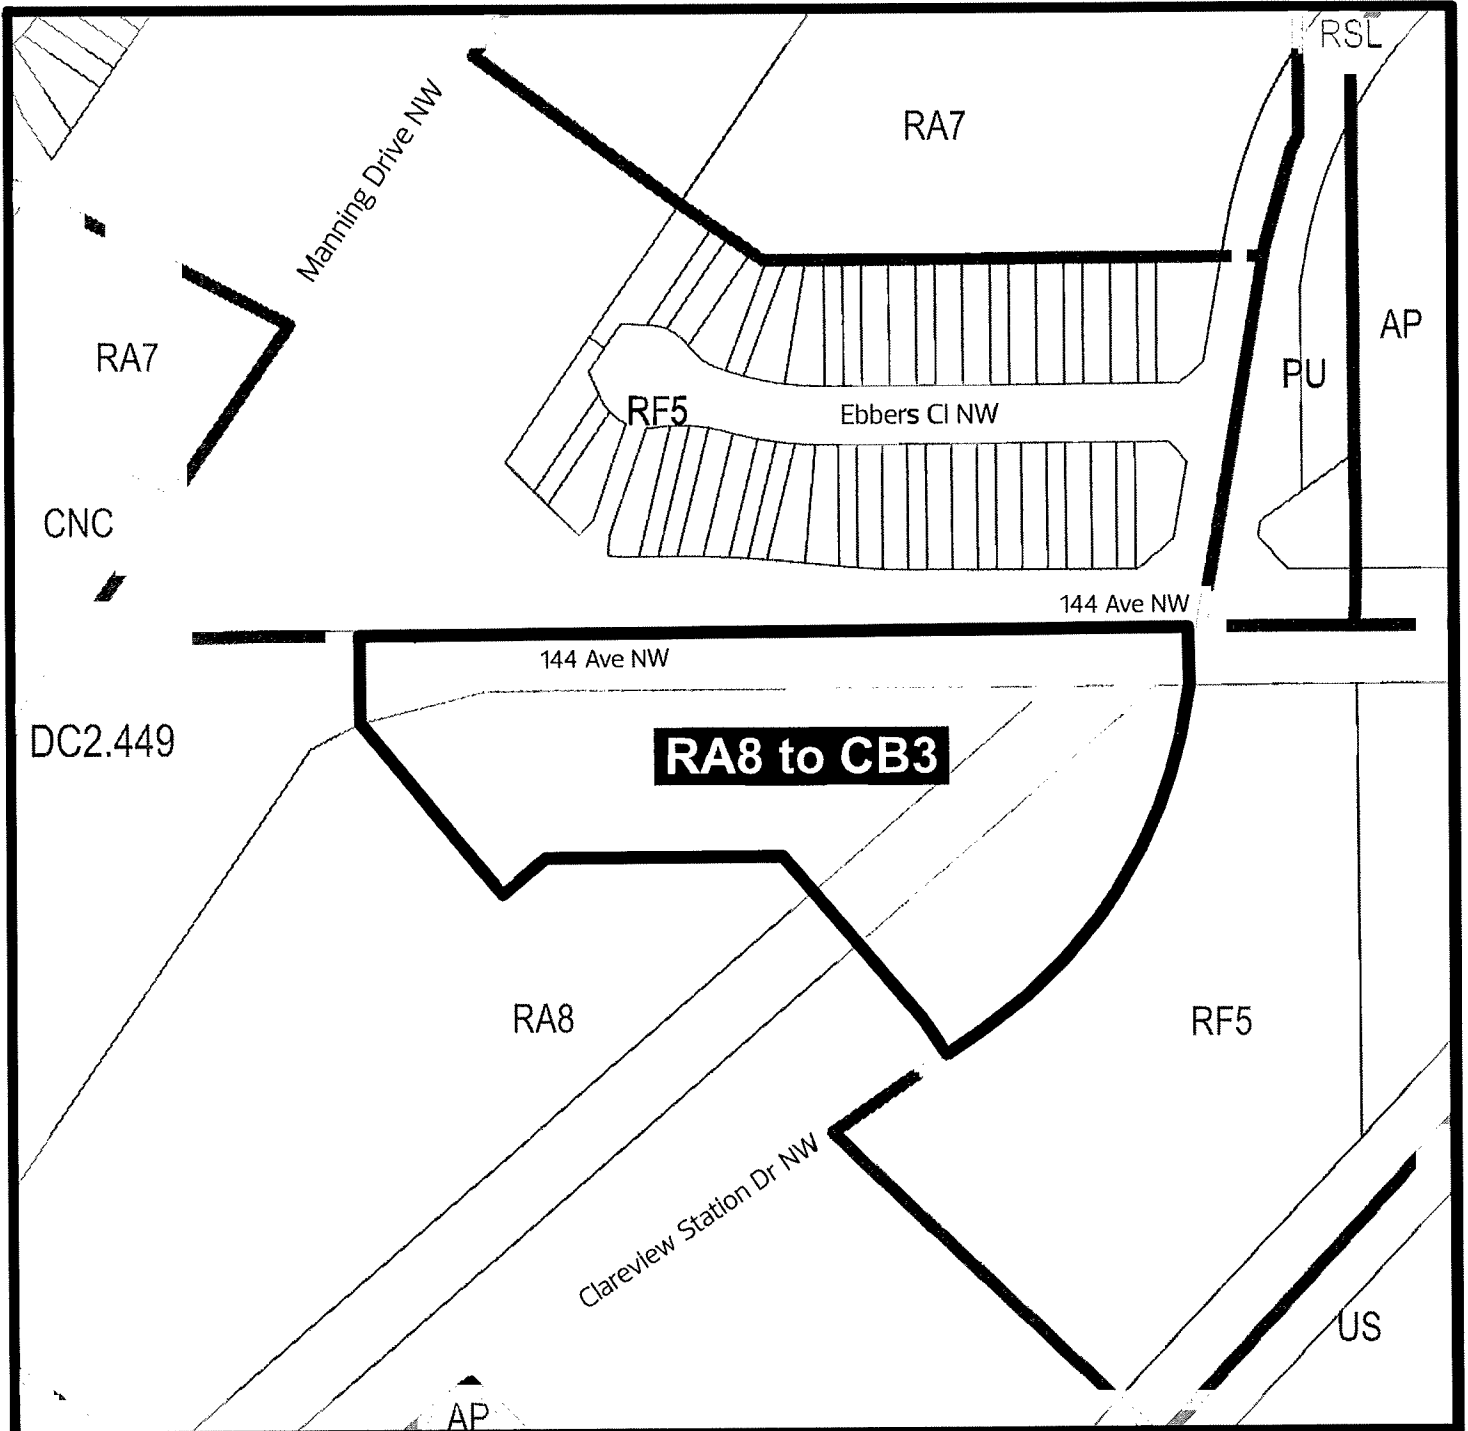 RSL
Manning Drive NW
RA7
AP
RA7
PU
RF5
Ebbers Cl NW
CNC
144 Ave NW
144 Ave NW
DC2.449
RA8 to CB3
RA8
RF5
Clareview Station Dr NW
US
AP